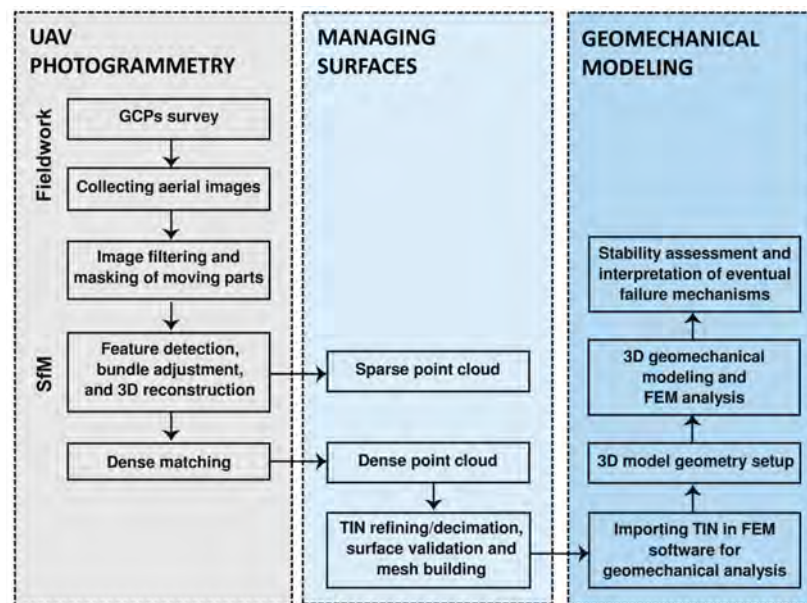 UAV
PHOTOGRAMMETRY
Fieldwork
GCPs survey
Collecting aerial images
SfM
Image filtering and
masking of moving parts
Feature detection,
bundle adjustment,
and 3D reconstruction
Dense matching
MANAGING
SURFACES
Sparse point cloud
Dense point cloud
TIN refining/decimation,
surface validation and
mesh building
GEOMECHANICAL
MODELING
Stability assessment and
interpretation of eventual
failure mechanisms
3D geomechanical
modeling and
FEM analysis
3D model geometry setup
Importing TIN in FEM
software for
geomechanical analysis